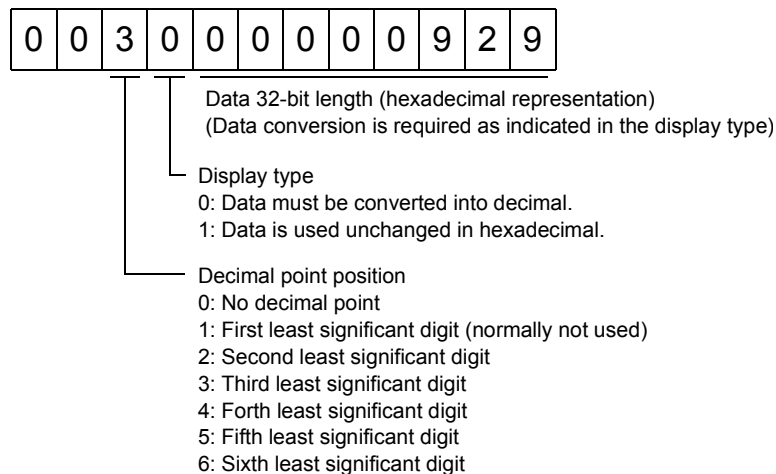 0 0 3 0 0 0 0 0 0 9 2 9
Data 32-bit length (hexadecimal representation)
(Data conversion is required as indicated in the display type)
Display type
0: Data must be converted into decimal.
1: Data is used unchanged in hexadecimal.
Decimal point position
0: No decimal point
1: First least significant digit (normally not used)
2: Second least significant digit
3: Third least significant digit
4: Forth least significant digit
5: Fifth least significant digit
6: Sixth least significant digit